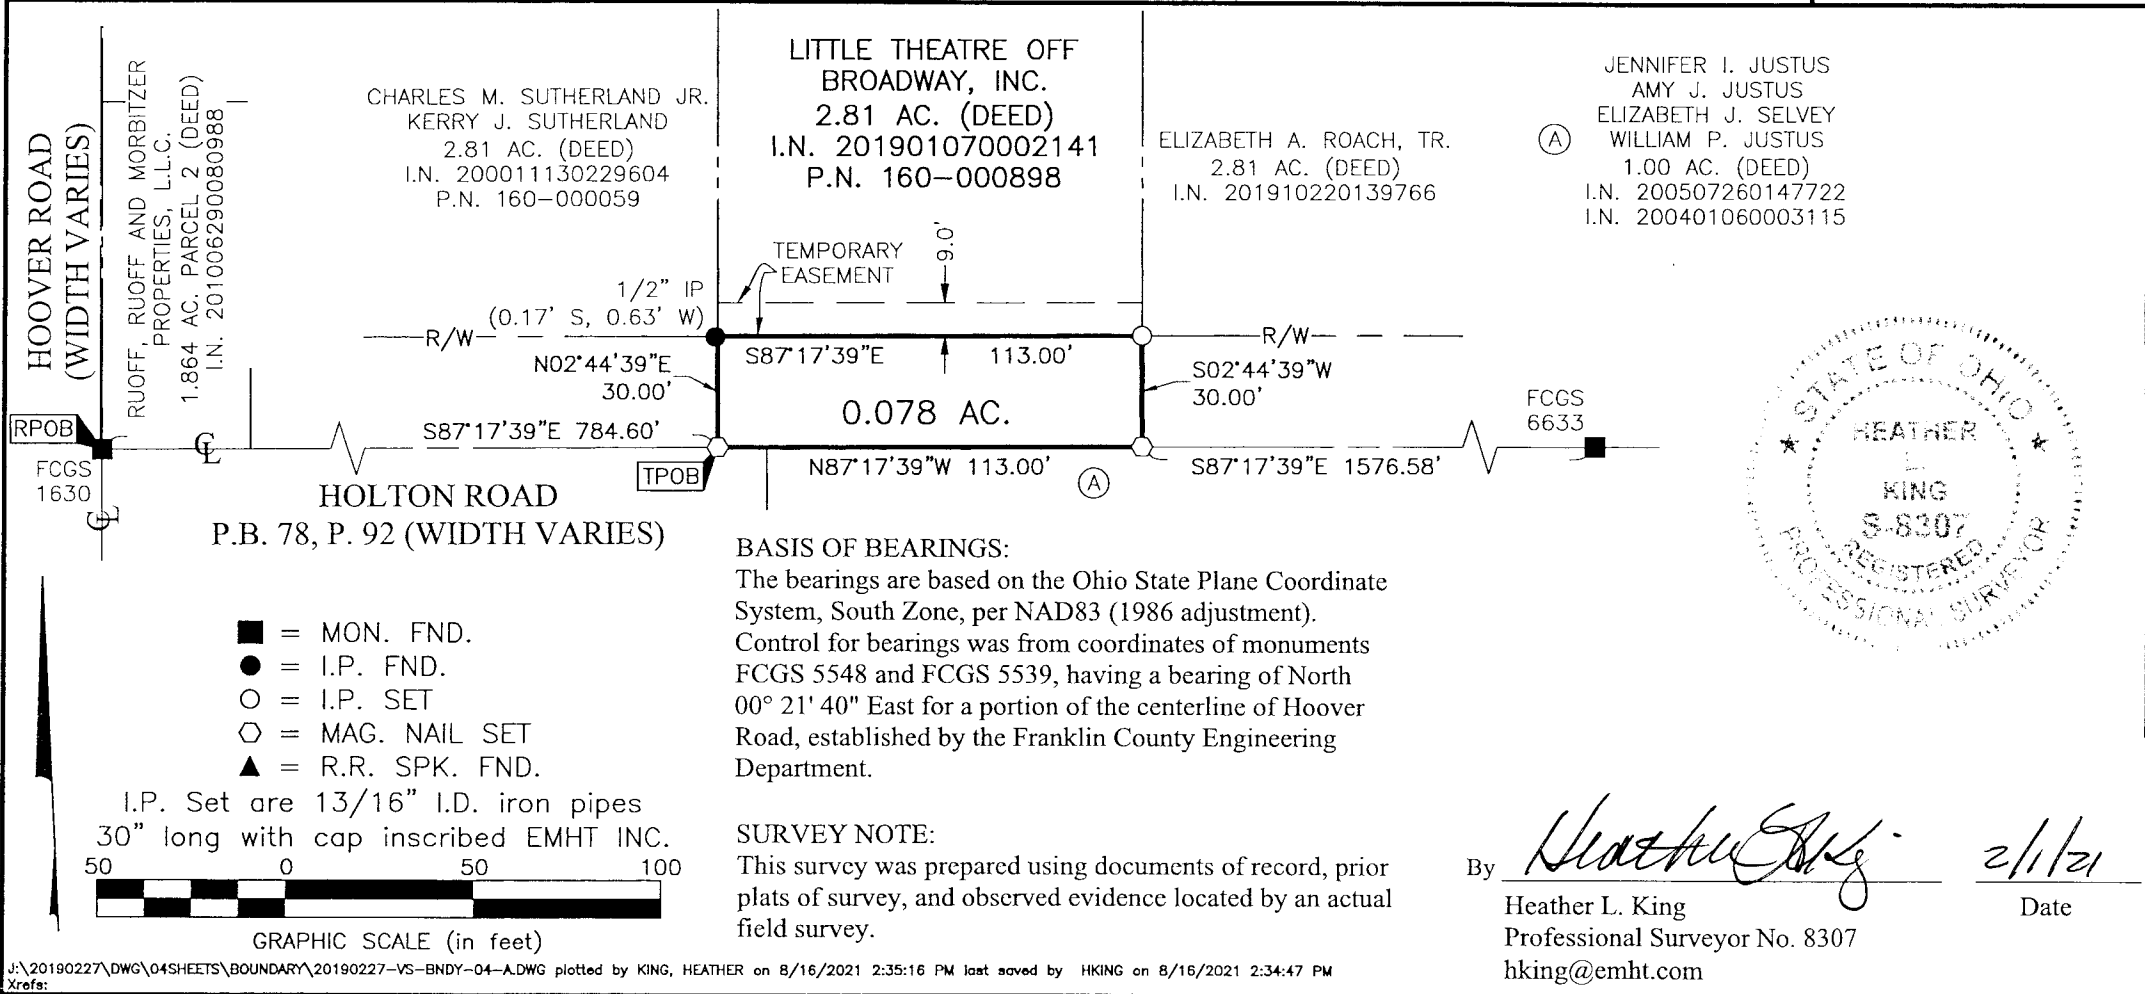 HOOVER ROAD
(WIDTH VARIES)
RUOFF, RUOFF AND MORBITZER
PROPERTIES, L.L.C.
1.864 AC. PARCEL 2 (DEED)
I.N. 201006290080988
CHARLES M. SUTHERLAND JR.
KERRY J. SUTHERLAND
2.81 AC. (DEED)
I.N. 200011130229604
P.N. 160-000059
LITTLE THEATRE OFF
BROADWAY, INC.
2.81 AC. (DEED)
I.N. 201901070002141
P.N. 160-000898
ELIZABETH A. ROACH, TR.
2.81 AC. (DEED)
I.N. 201910220139766
JENNIFER I. JUSTUS
AMY J. JUSTUS
ELIZABETH J. SELVEY
A WILLIAM P. JUSTUS
1.00 AC. (DEED)
I.N. 200507260147722
I.N. 200401060003115
TEMPORARY
EASEMENT
9.0'
1/2" IP
(0.17' S, 0.63' W)
R/W
R/W
N02°44'39"E
30.00'
S87°17'39"E 113.00'
S02°44'39"W
30.00'
0.078 AC.
RPOB
FCGS
1630
CL
CL
S87°17'39"E 784.60'
TPOB
N87°17'39"W 113.00'
A
S87°17'39"E 1576.58'
FCGS
6633
HOLTON ROAD
P.B. 78, P. 92 (WIDTH VARIES)
STATE OF OHIO
HEATHER
L.
KING
S-8307
REGISTERED
PROFESSIONAL SURVEYOR
= MON. FND.
= I.P. FND.
= I.P. SET
= MAG. NAIL SET
= R.R. SPK. FND.
I.P. Set are 13/16" I.D. iron pipes
30" long with cap inscribed EMHT INC.
50 0 50 100
GRAPHIC SCALE (in feet)
BASIS OF BEARINGS:
The bearings are based on the Ohio State Plane Coordinate
System, South Zone, per NAD83 (1986 adjustment).
Control for bearings was from coordinates of monuments
FCGS 5548 and FCGS 5539, having a bearing of North
00° 21' 40" East for a portion of the centerline of Hoover
Road, established by the Franklin County Engineering
Department.
SURVEY NOTE:
This survey was prepared using documents of record, prior
plats of survey, and observed evidence located by an actual
field survey.
By Heather L King 2/1/21
Heather L. King Date
Professional Surveyor No. 8307
hking@emht.com
J:\20190227\DWG\04SHEETS\BOUNDARY\20190227-VS-BNDY-04-A.DWG plotted by KING, HEATHER on 8/16/2021 2:35:16 PM last saved by HKING on 8/16/2021 2:34:47 PM
Xrefs: